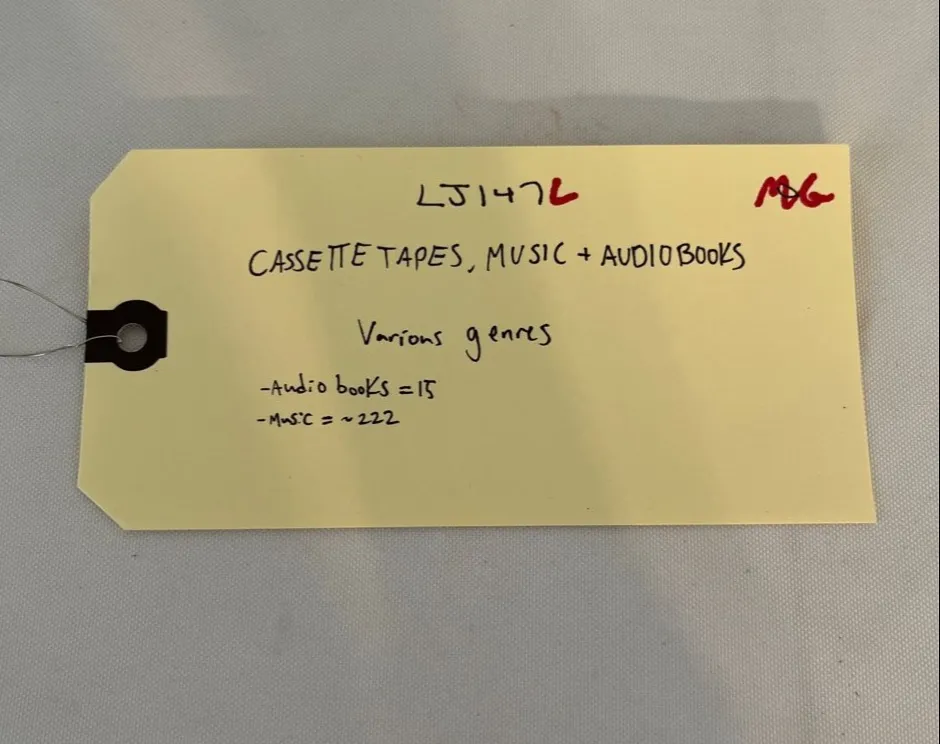 LJ147L
MG
CASSETTE TAPES, MUSIC + AUDIOBOOKS
Various genres
-Audio books = 15
-Music = ~222